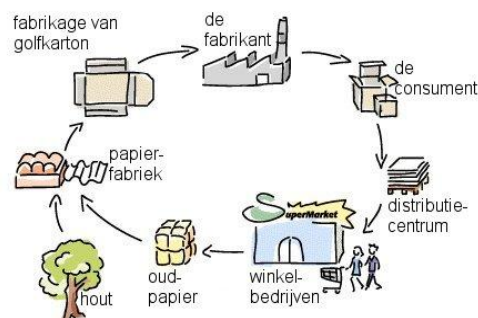 fabrikage van
golfkarton
de
fabrikant
de
consument
papier-
fabriek
distributie-
centrum
SuperMarket
hout
oud-
papier
winkel-
bedrijven